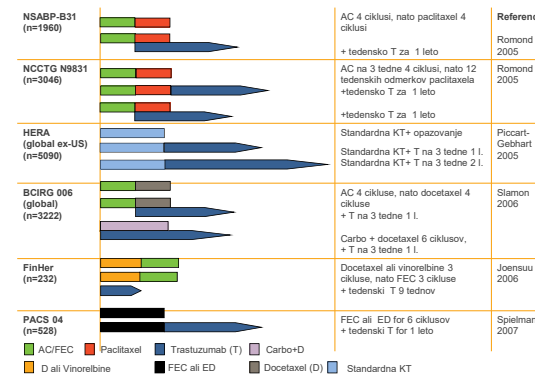 NSABP-B31
(n=1960)
AC 4 ciklusi, nato paclitaxel 4
ciklusi
+ tedensko T za 1 leto
Referenc
Romond
2005
NCCTG N9831
(n=3046)
AC na 3 tedne 4 ciklusi, nato 12
tedenskih odmerkov paclitaxela
+tedensko T za 1 leto
+tedensko T za 1 leto
Romond
2005
HERA
(global ex-US)
(n=5090)
Standardna KT+ opazovanje
Standardna KT+ T na 3 tedne 1 l.
Standardna KT+ T na 3 tedne 2 l.
Piccart-
Gebhart
2005
BCIRG 006
(global)
(n=3222)
AC 4 cikluse, nato docetaxel 4
cikluse
+ T na 3 tedne 1 l.
Carbo + docetaxel 6 ciklusov,
+ T na 3 tedne 1 l.
Slamon
2006
FinHer
(n=232)
Docetaxel ali vinorelbine 3
cikluse, nato FEC 3 cikluse
+ tedenski T 9 tednov
Joensuu
2006
PACS 04
(n=528)
FEC ali ED for 6 ciklusov
+ tedenski T for 1 leto
Spielman
2007
AC/FEC
Paclitaxel
Trastuzumab (T)
Carbo+D
D ali Vinorelbine
FEC ali ED
Docetaxel (D)
Standardna KT